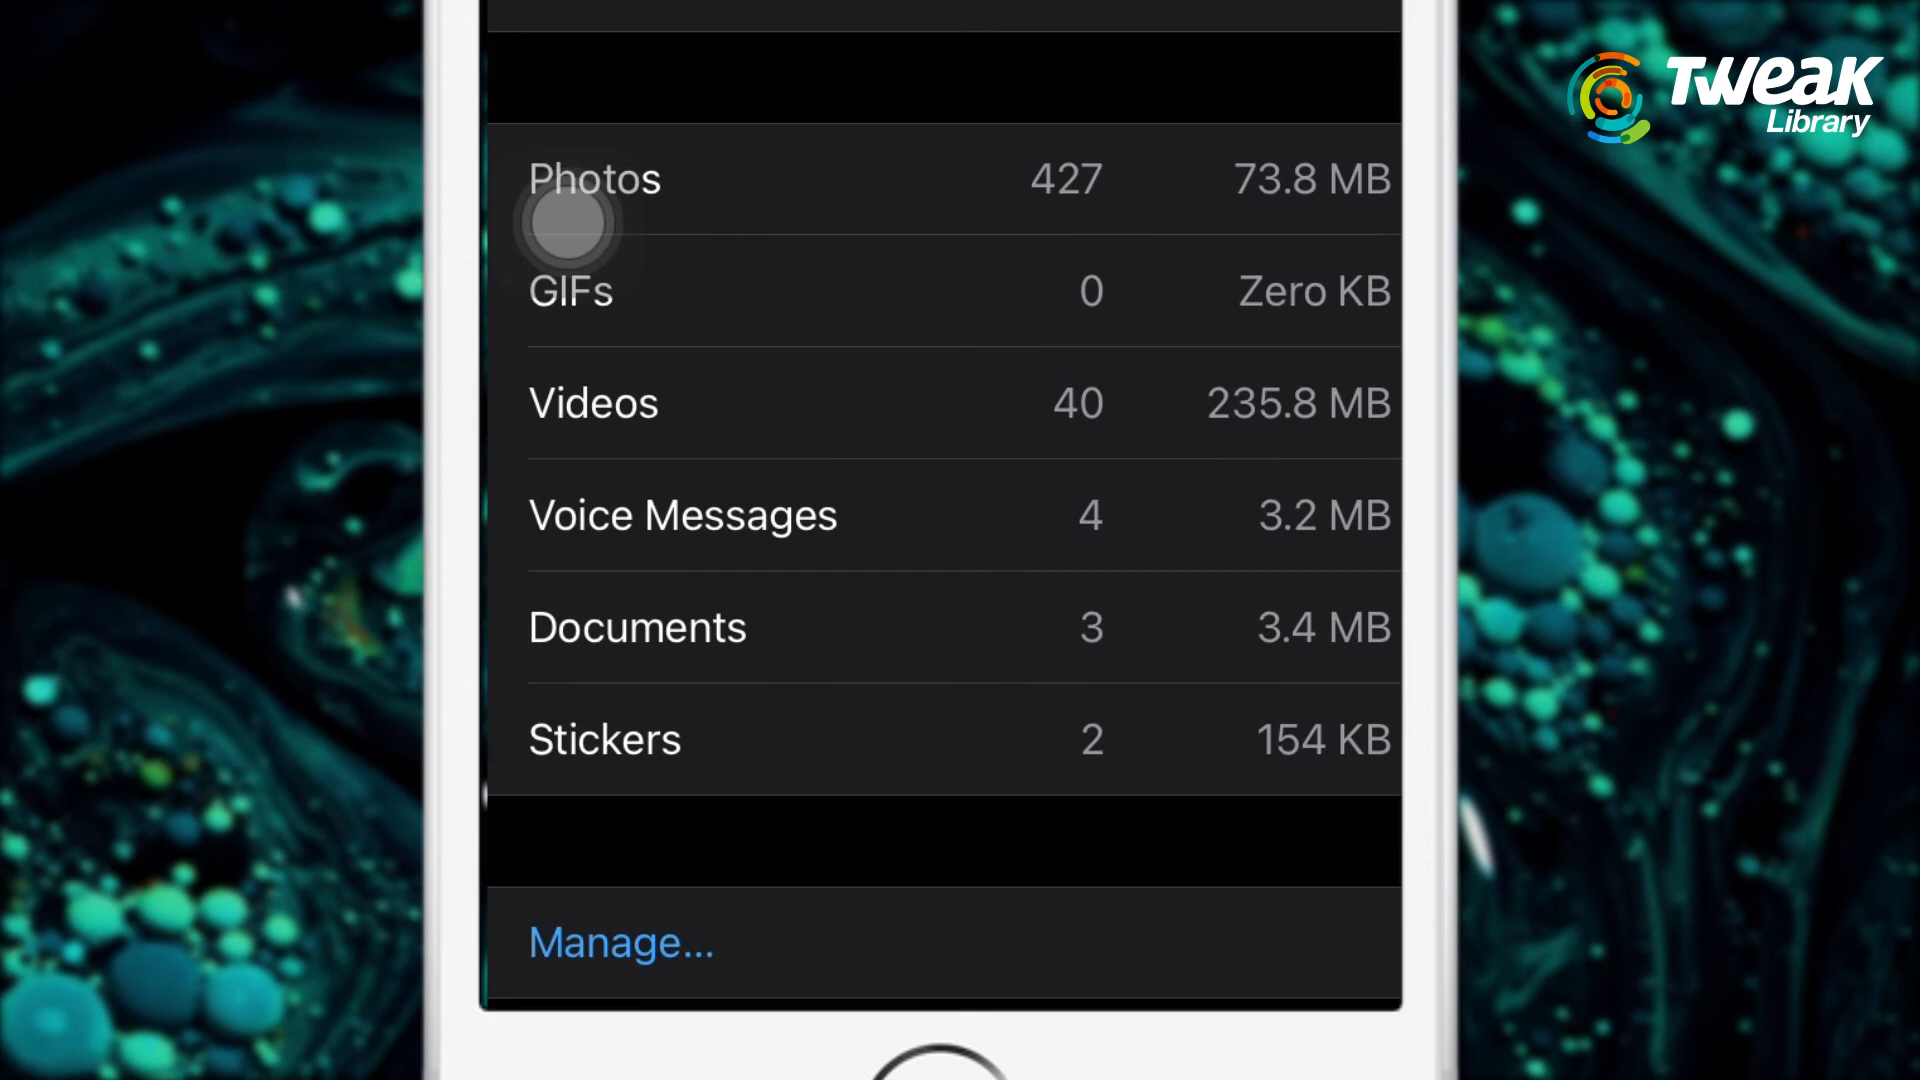 TWEAK
Library
Photos 427 73.8 MB
GIFs 0 Zero KB
Videos 40 235.8 MB
Voice Messages 4 3.2 MB
Documents 3 3.4 MB
Stickers 2 154 KB
Manage...